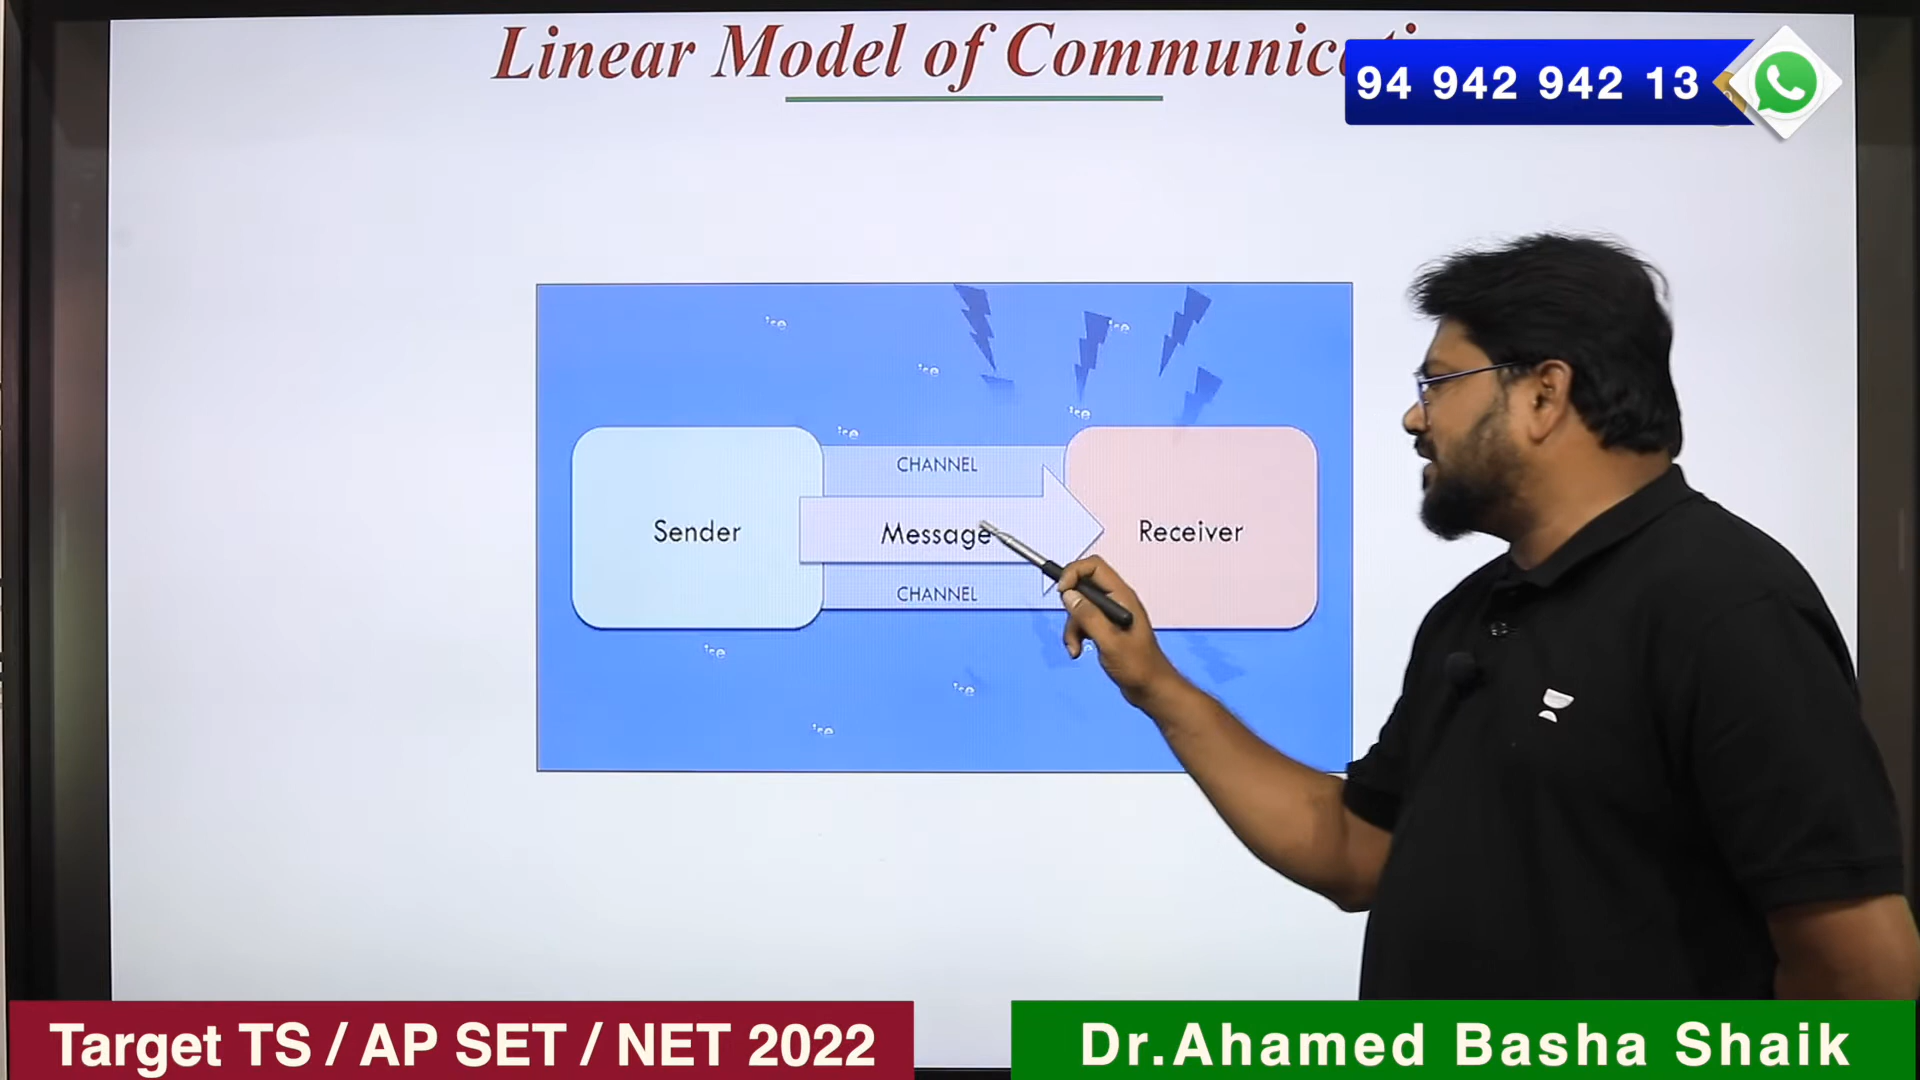 Linear Model of
94 942 942 13
CHANNEL
Sender
Message
Receiver
CHANNEL
Target TS / AP SET / NET 2022
Dr.Ahamed Basha Shaik